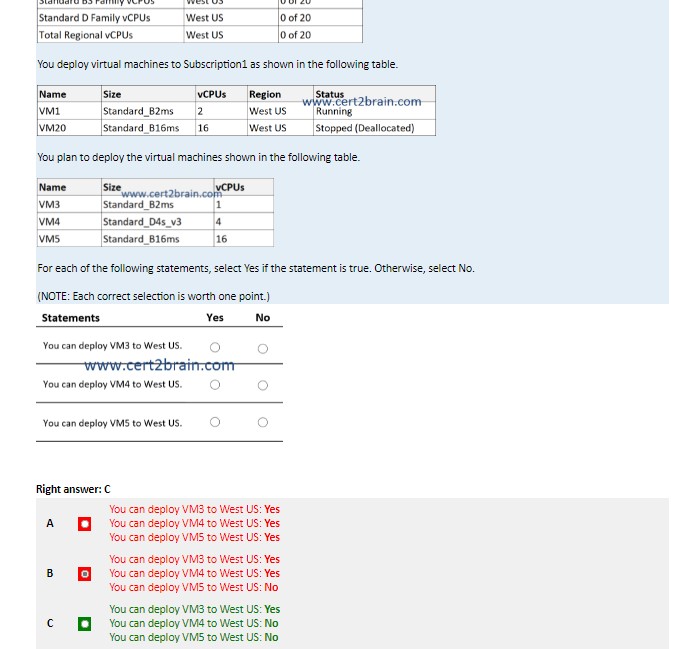 Standard BS Family vCPUs West US 0 of 20
Standard D Family vCPUs West US 0 of 20
Total Regional vCPUs West US 0 of 20
You deploy virtual machines to Subscription1 as shown in the following table.
Name Size vCPUs Region Status
www.cert2brain.com
VM1 Standard_B2ms 2 West US Running
VM20 Standard_B16ms 16 West US Stopped (Deallocated)
You plan to deploy the virtual machines shown in the following table.
Name Size vCPUs
www.cert2brain.com
VM3 Standard_B2ms 1
VM4 Standard_D4s_v3 4
VM5 Standard_B16ms 16
For each of the following statements, select Yes if the statement is true. Otherwise, select No.
(NOTE: Each correct selection is worth one point.)
Statements Yes No
You can deploy VM3 to West US.
www.cert2brain.com
You can deploy VM4 to West US.
You can deploy VM5 to West US.
Right answer: C
You can deploy VM3 to West US: Yes
A You can deploy VM4 to West US: Yes
You can deploy VM5 to West US: Yes
You can deploy VM3 to West US: Yes
B You can deploy VM4 to West US: Yes
You can deploy VM5 to West US: No
You can deploy VM3 to West US: Yes
C You can deploy VM4 to West US: No
You can deploy VM5 to West US: No